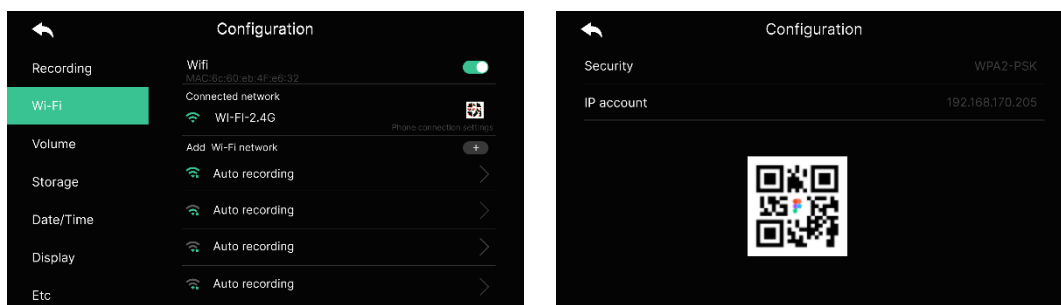 Configuration
Recording
Wi-Fi
Volume
Storage
Date/Time
Display
Etc
Wifi
MAC:6c:60:eb:4F:e6:32
Connected network
WI-FI-2.4G
Phone connection settings
Add Wi-Fi network
+
Auto recording
Auto recording
Auto recording
Auto recording
Configuration
Security WPA2-PSK
IP account 192.168.170.205